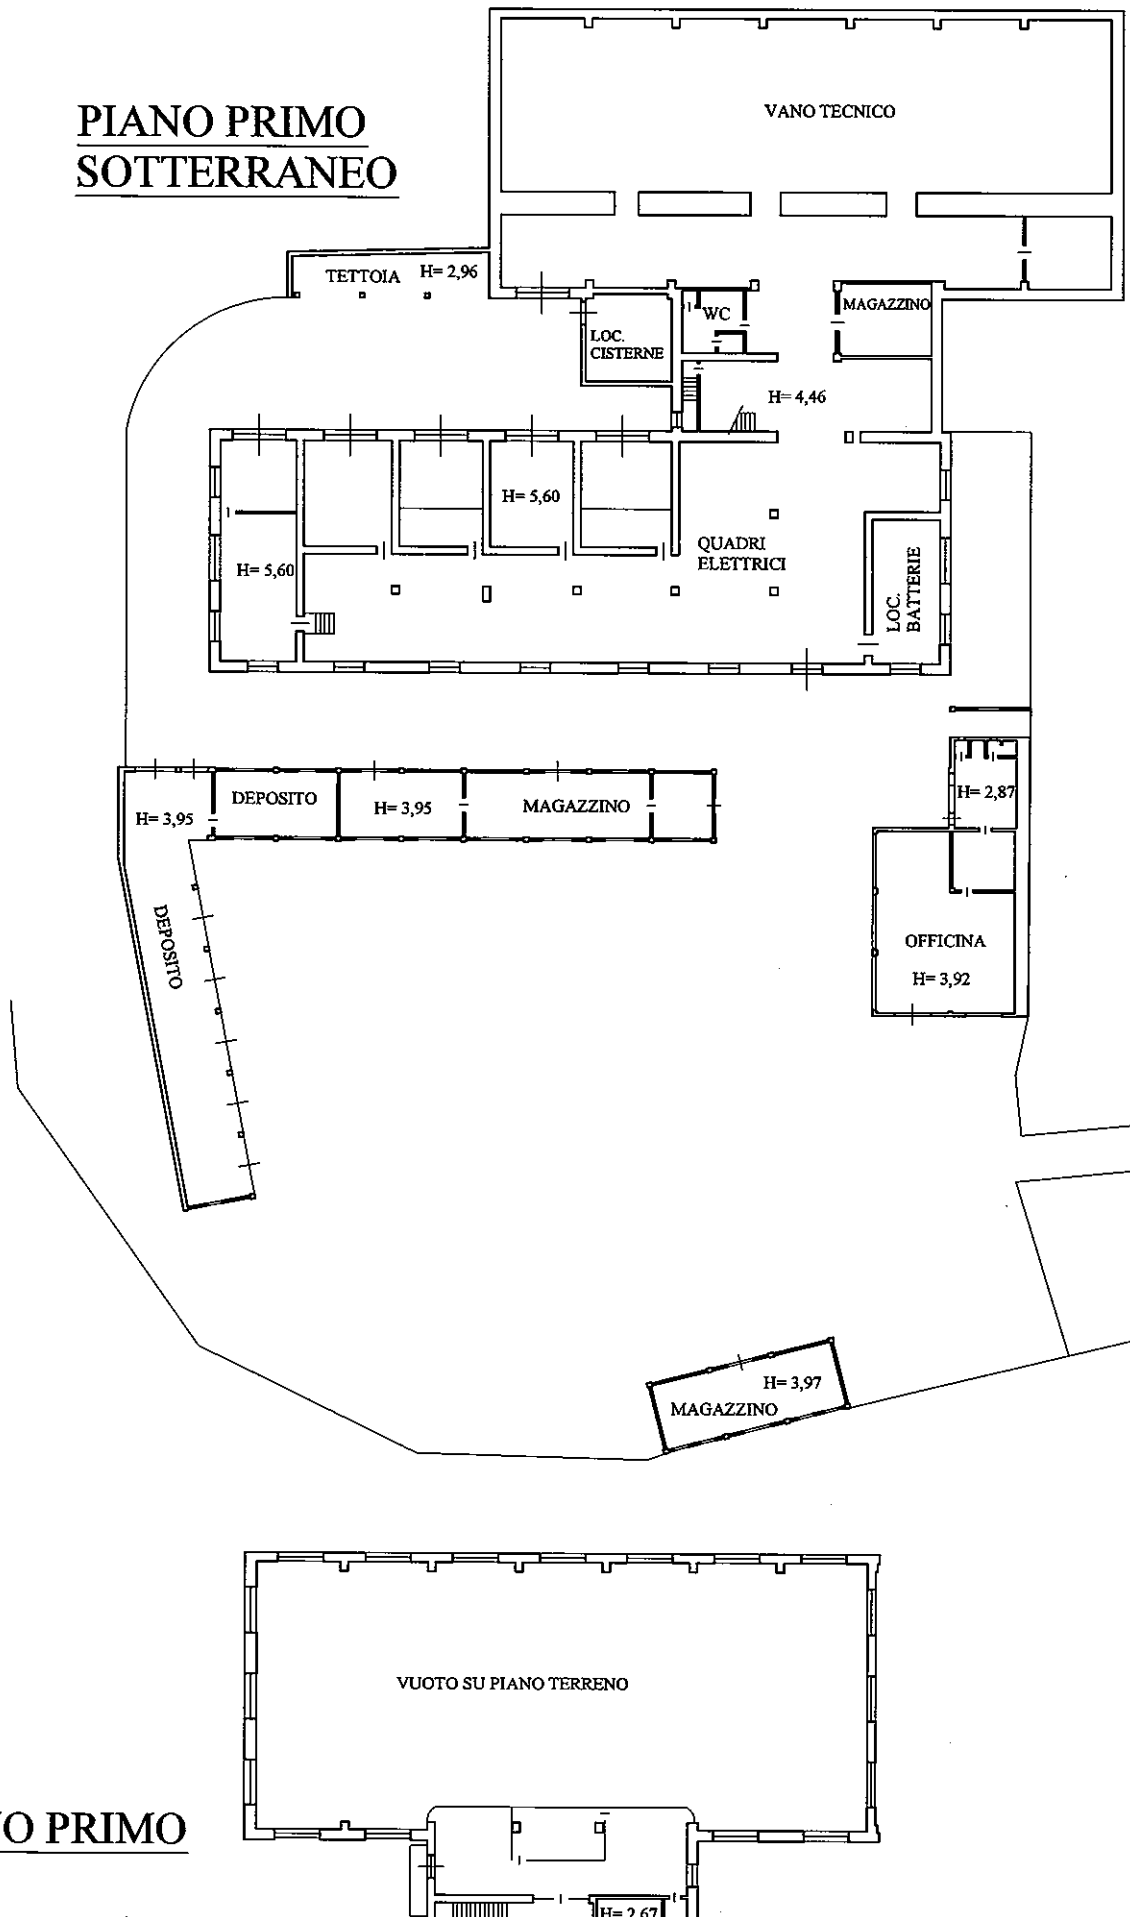 PIANO PRIMO
SOTTERRANEO
VANO TECNICO
TETTOIA
H= 2,96
WC
MAGAZZINO
LOC.
CISTERNE
H= 4,46
H= 5,60
QUADRI
ELETTRICI
H= 5,60
LOC.
BATTERIE
H= 2,87
DEPOSITO
H= 3,95
MAGAZZINO
H= 3,95
DEPOSITO
OFFICINA
H= 3,92
H= 3,97
MAGAZZINO
VUOTO SU PIANO TERRENO
O PRIMO
H= 2,67